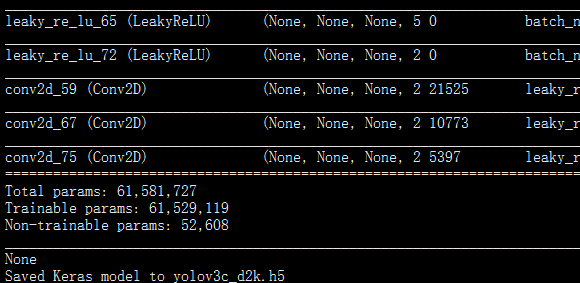 leaky_re_lu_65 (LeakyReLU) (None, None, None, 5 0 batch_n
leaky_re_lu_72 (LeakyReLU) (None, None, None, 2 0 batch_n
conv2d_59 (Conv2D) (None, None, None, 2 21525 leaky_r
conv2d_67 (Conv2D) (None, None, None, 2 10773 leaky_r
conv2d_75 (Conv2D) (None, None, None, 2 5397 leaky_r
Total params: 61,581,727
Trainable params: 61,529,119
Non-trainable params: 52,608
None
Saved Keras model to yolov3c_d2k.h5